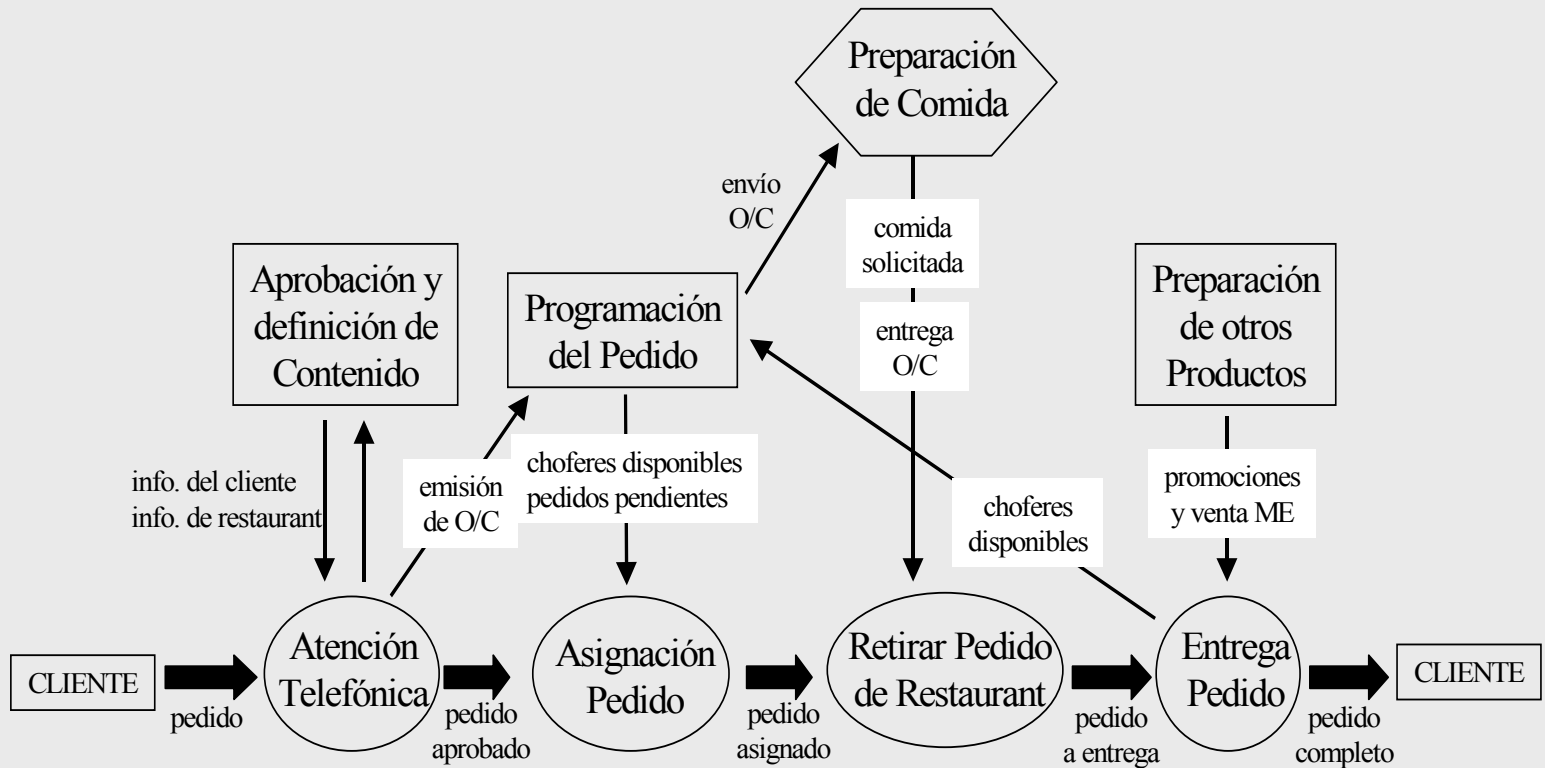 Preparación
de Comida
envío
O/C
comida
solicitada
entrega
O/C
Aprobación y
definición de
Contenido
Programación
del Pedido
Preparación
de otros
Productos
info. del cliente
info. de restaurant
emisión
de O/C
choferes disponibles
pedidos pendientes
choferes
disponibles
promociones
y venta ME
CLIENTE
pedido
Atención
Telefónica
pedido
aprobado
Asignación
Pedido
pedido
asignado
Retirar Pedido
de Restaurant
pedido
a entrega
Entrega
Pedido
pedido
completo
CLIENTE